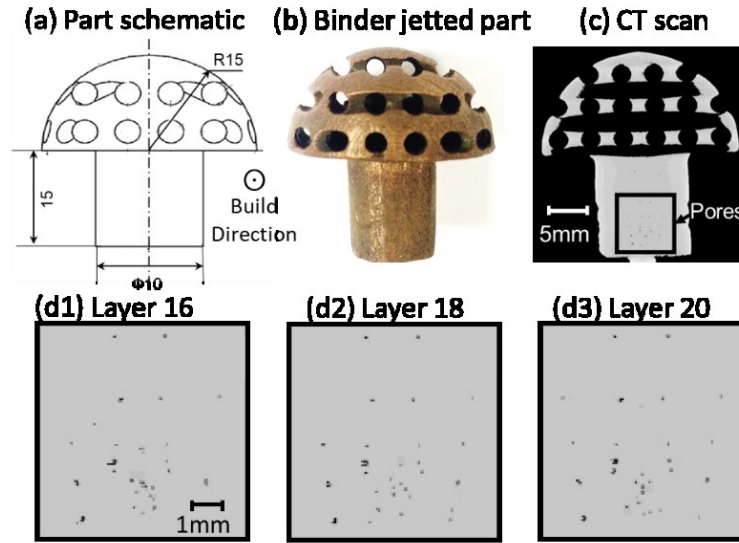 (a) Part schematic
(b) Binder jetted part
(c) CT scan
R15
15
Build
Direction
Φ10
Pores
5mm
(d1) Layer 16
(d2) Layer 18
(d3) Layer 20
1mm